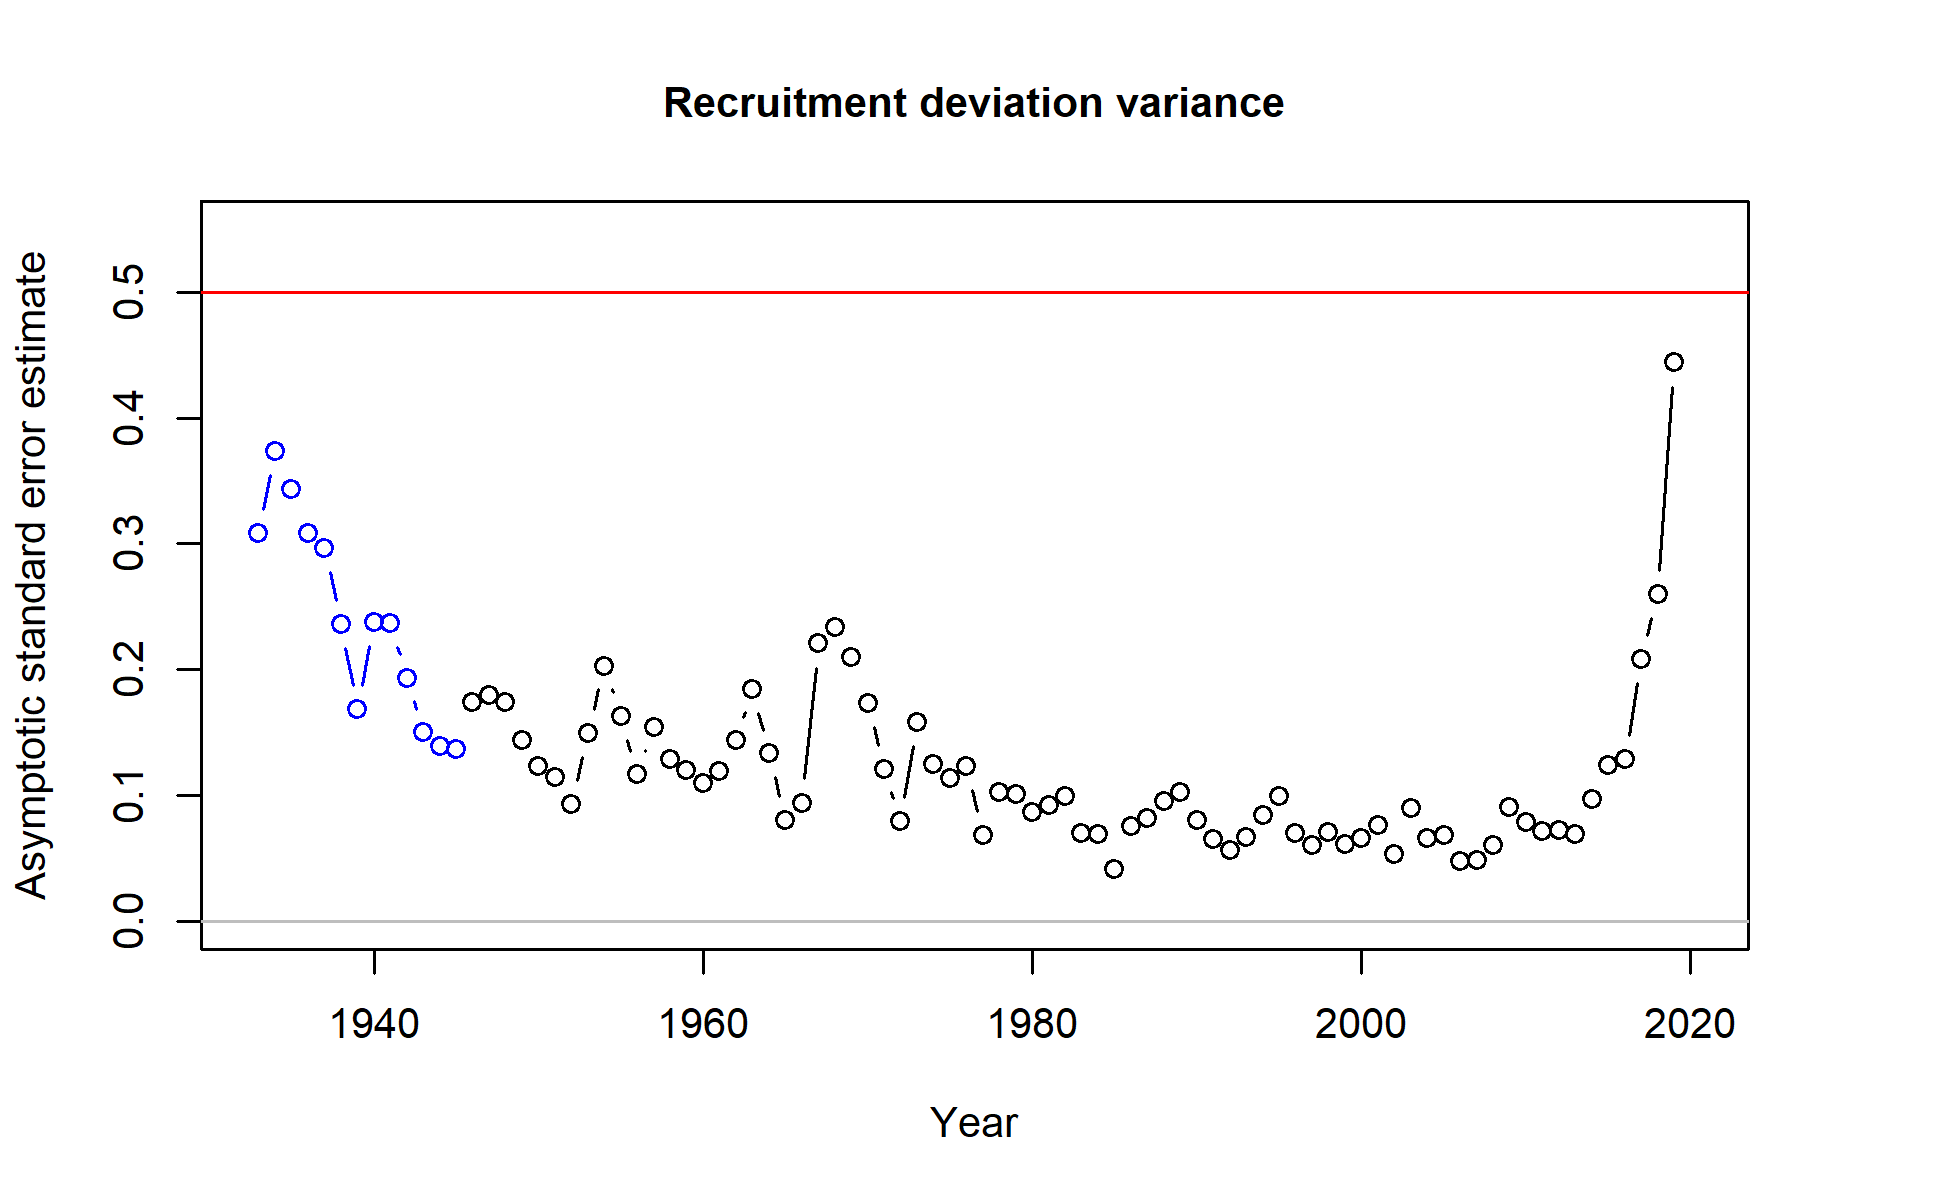 Recruitment deviation variance
Asymptotic standard error estimate
0.5
0.4
0.3
0.2
0.1
0.0
1940 1960 1980 2000 2020
Year